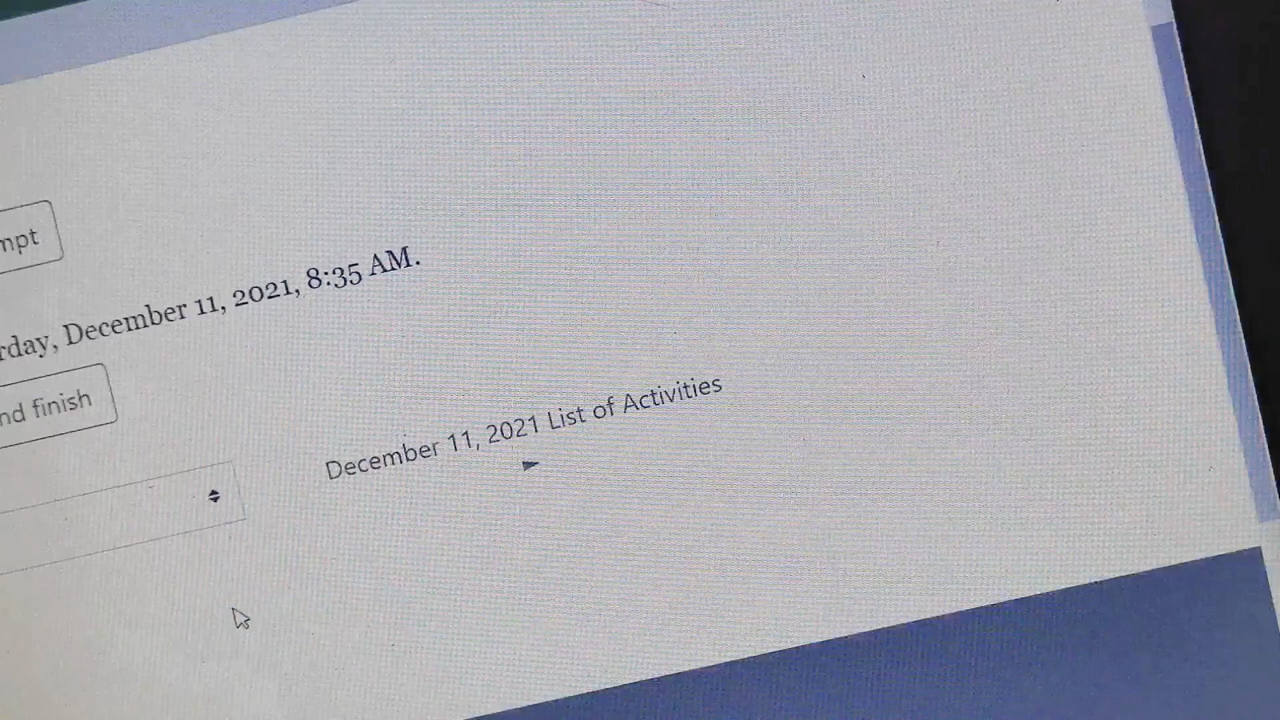 mpt
rday, December 11, 2021, 8:35 AM.
nd finish
December 11, 2021 List of Activities